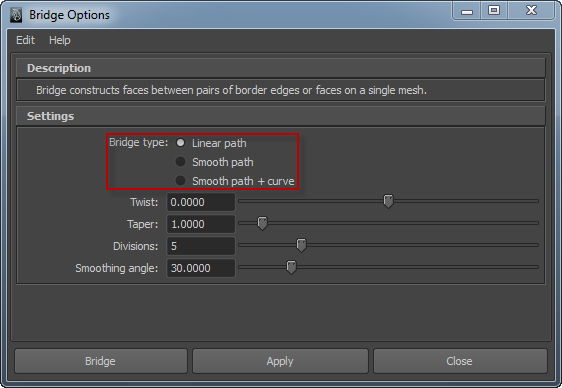 Bridge Options
Edit Help
Description
Bridge constructs faces between pairs of border edges or faces on a single mesh.
Settings
Bridge type: Linear path
Smooth path
Smooth path + curve
Twist: 0.0000
Taper: 1.0000
Divisions: 5
Smoothing angle: 30.0000
Bridge Apply Close